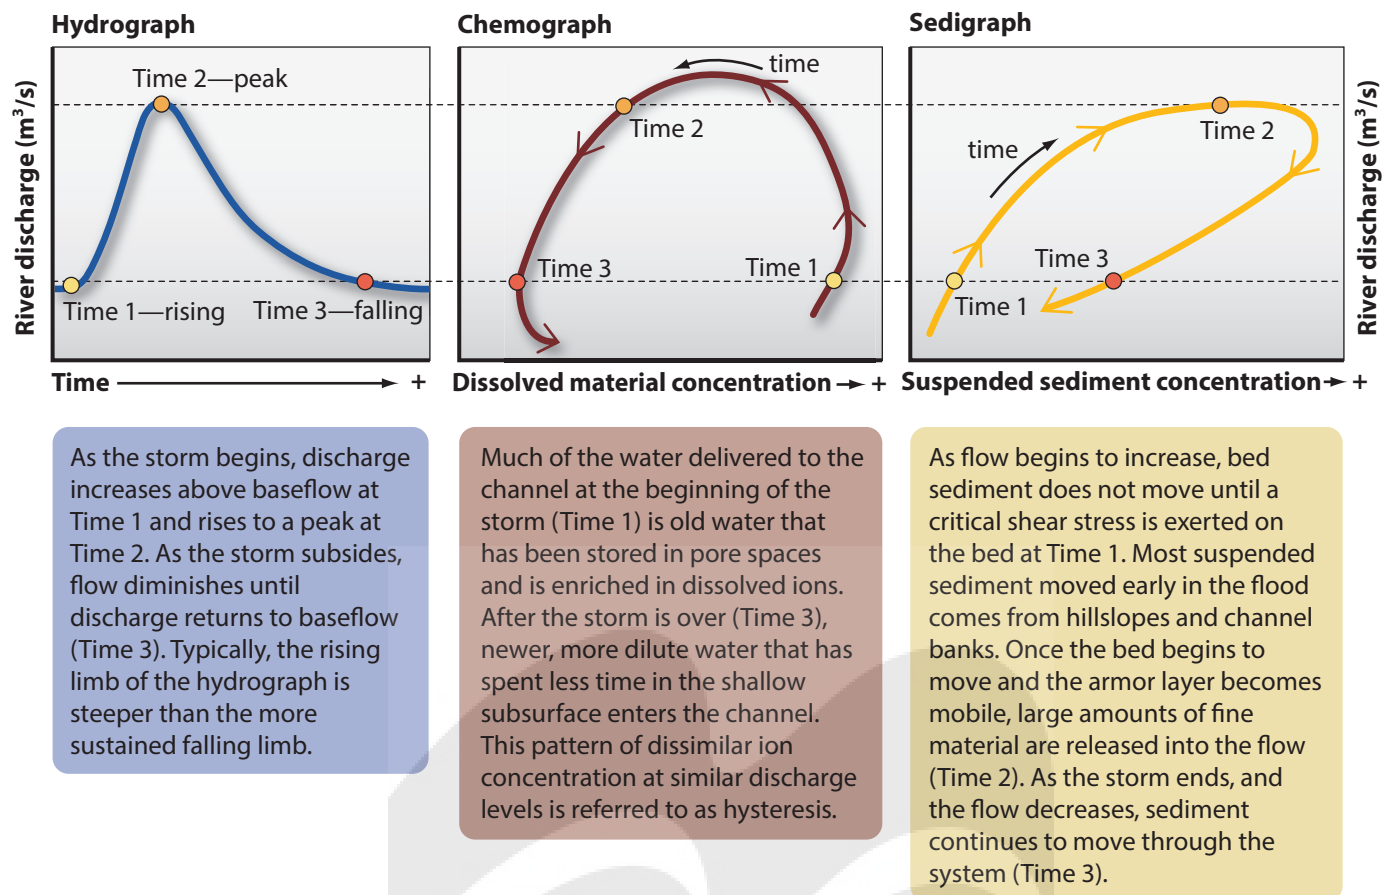 Hydrograph
Time 2—peak
Time 1—rising
Time 3—falling
River discharge (m³/s)
Time +
Chemograph
time
Time 2
Time 3
Time 1
Dissolved material concentration +
Sedigraph
time
Time 2
Time 3
Time 1
River discharge (m³/s)
Suspended sediment concentration +
As the storm begins, discharge
increases above baseflow at
Time 1 and rises to a peak at
Time 2. As the storm subsides,
flow diminishes until
discharge returns to baseflow
(Time 3). Typically, the rising
limb of the hydrograph is
steeper than the more
sustained falling limb.
Much of the water delivered to the
channel at the beginning of the
storm (Time 1) is old water that
has been stored in pore spaces
and is enriched in dissolved ions.
After the storm is over (Time 3),
newer, more dilute water that has
spent less time in the shallow
subsurface enters the channel.
This pattern of dissimilar ion
concentration at similar discharge
levels is referred to as hysteresis.
As flow begins to increase, bed
sediment does not move until a
critical shear stress is exerted on
the bed at Time 1. Most suspended
sediment moved early in the flood
comes from hillslopes and channel
banks. Once the bed begins to
move and the armor layer becomes
mobile, large amounts of fine
material are released into the flow
(Time 2). As the storm ends, and
the flow decreases, sediment
continues to move through the
system (Time 3).